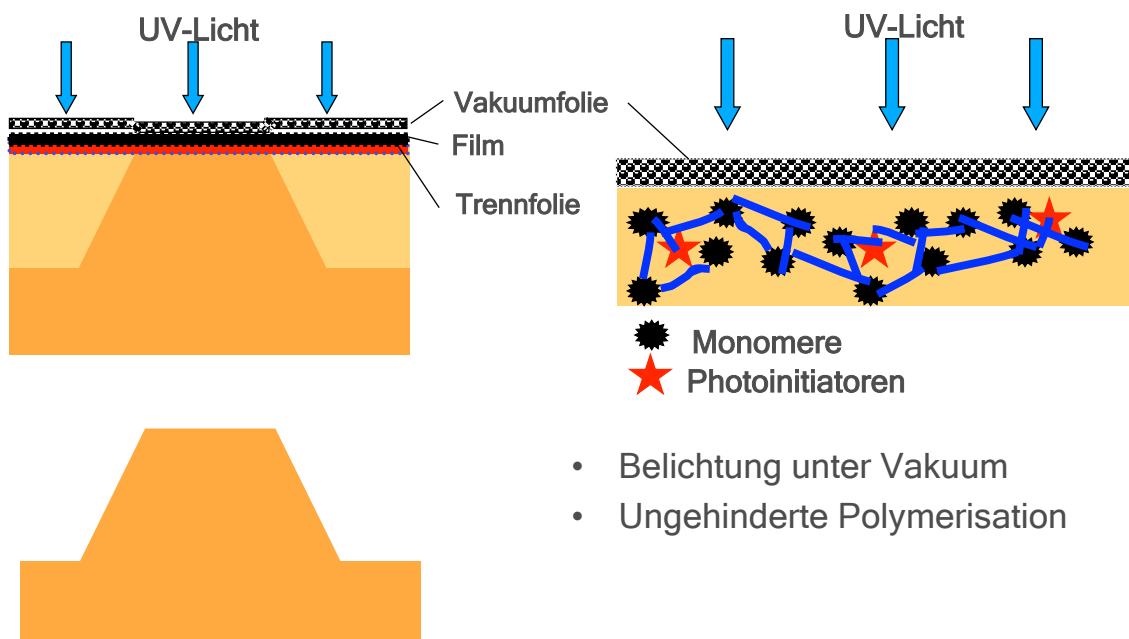 UV-Licht
UV-Licht
Vakuumfolie
Film
Trennfolie
Monomere
Photoinitiatoren
• Belichtung unter Vakuum
• Ungehinderte Polymerisation